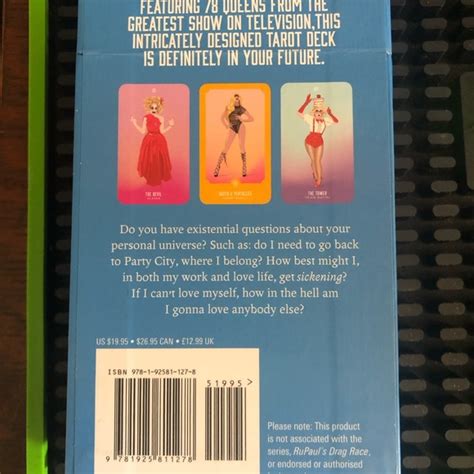 FEATURING 78 QUEENS FROM THE
GREATEST SHOW ON TELEVISION, THIS
INTRICATELY DESIGNED TAROT DECK
IS DEFINITELY IN YOUR FUTURE.
THE DEVIL
THE TOWER
Do you have existential questions about your
personal universe? Such as: do I need to go back
to Party City, where I belong? How best might I,
in both my work and love life, get sickening?
If I can't love myself, how in the hell am
I gonna love anybody else?
US $19.95 • $26.95 CAN • £12.99 UK
ISBN 978-1-92581-127-8
51995>
9 781925 811278
Please note: This product
is not associated with the
series, RuPaul's Drag Race,
or endorsed or authorised